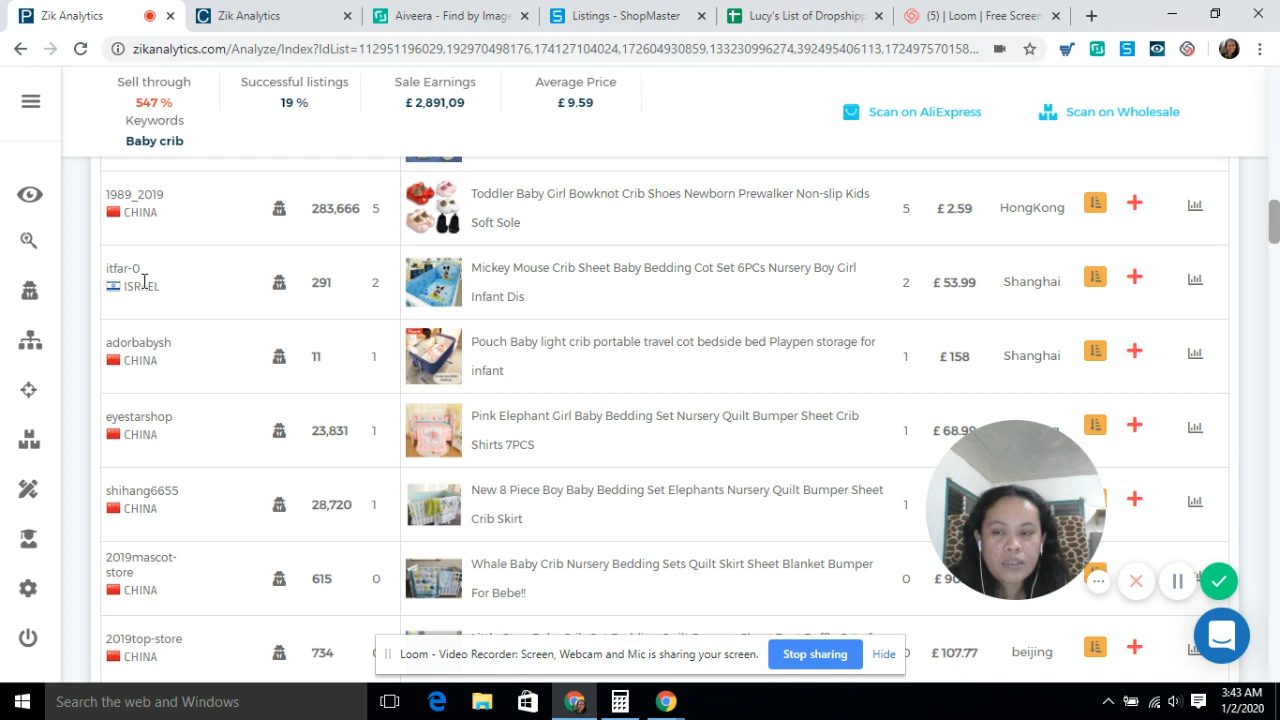 Zik Analytics
Zik Analytics
Aiveera - Find by Image
Listings - ShopMaster
Lucy's List of Dropship
(5) | Loom | Free Screen
zikanalytics.com/Analyze/Index?IdList=112951196029,192970498176,174127104024,172604930859,133230996274,392495406113,172497570158...
Sell through
547 %
Successful listings
19 %
Sale Earnings
£ 2,891,09
Average Price
£ 9.59
Keywords
Baby crib
Scan on AliExpress
Scan on Wholesale
1989_2019
CHINA
283,666
5
Toddler Baby Girl Bowknot Crib Shoes Newborn Prewalker Non-slip Kids
Soft Sole
5
£ 2.59
HongKong
itfar-0
ISRAEL
291
2
Mickey Mouse Crib Sheet Baby Bedding Cot Set 6PCs Nursery Boy Girl
Infant Dis
2
£ 53.99
Shanghai
adorbabysh
CHINA
11
1
Pouch Baby light crib portable travel cot bedside bed Playpen storage for
infant
1
£ 158
Shanghai
eyestarshop
CHINA
23,831
1
Pink Elephant Girl Baby Bedding Set Nursery Quilt Bumper Sheet Crib
Shirts 7PCS
1
£ 68.99
shihang6655
CHINA
28,720
1
New 8 Piece Boy Baby Bedding Set Elephants Nursery Quilt Bumper Sheet
Crib Skirt
1
2019mascot-
store
CHINA
615
0
Whale Baby Crib Nursery Bedding Sets Quilt Skirt Sheet Blanket Bumper
For Bebe!!
0
2019top-store
CHINA
734
£ 107.77
beijing
Loom - Video Recorder: Screen, Webcam and Mic is sharing your screen.
Stop sharing
Hide
Search the web and Windows
3:43 AM
1/2/2020